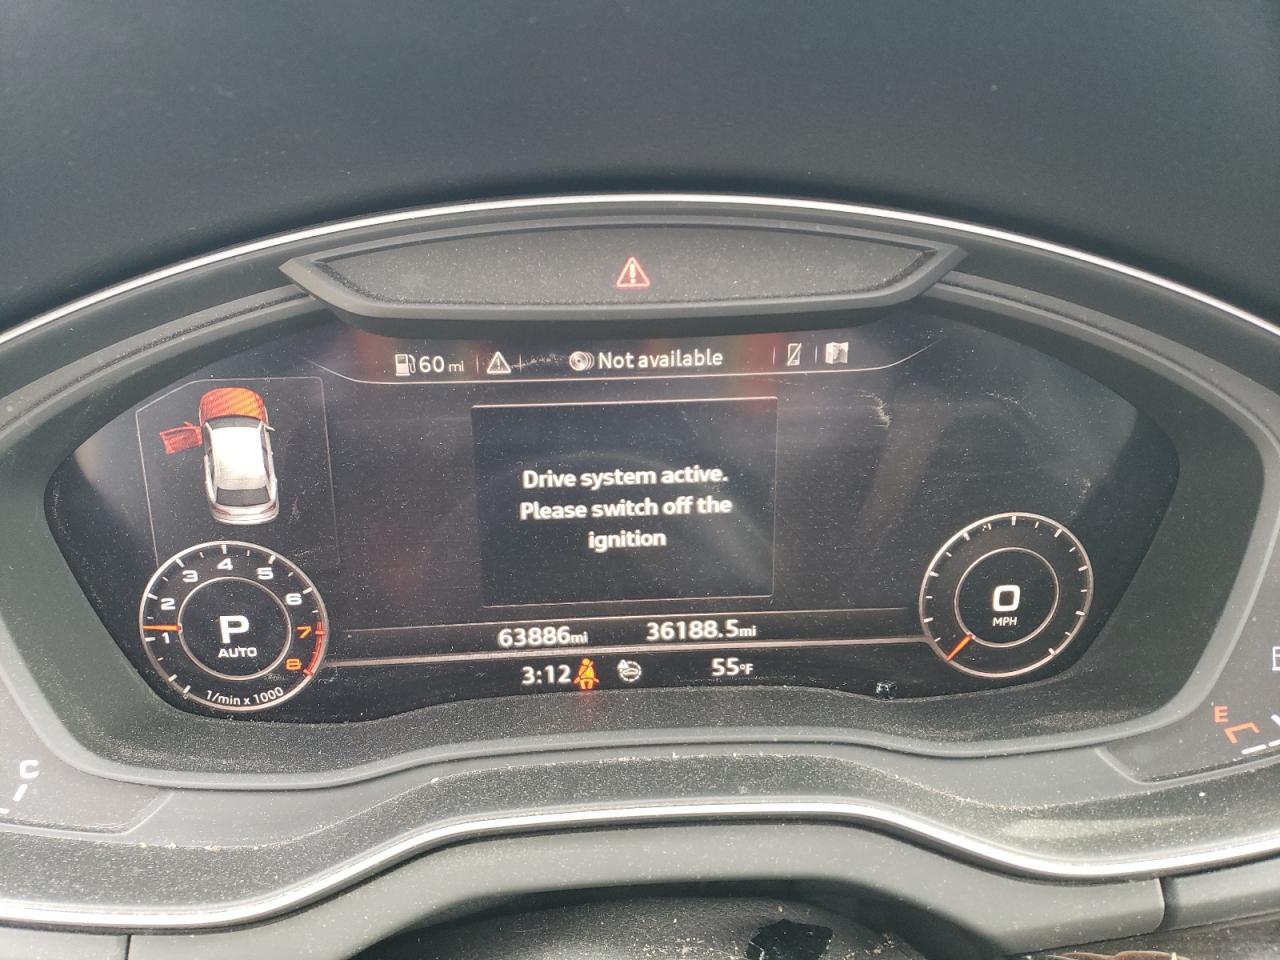 60 mi
Not available
Drive system active.
Please switch off the
ignition
1 2 3 4 5 6 7 8
P
AUTO
1/min x 1000
0
MPH
63886mi 36188.5mi
3:12 55°F
C
E